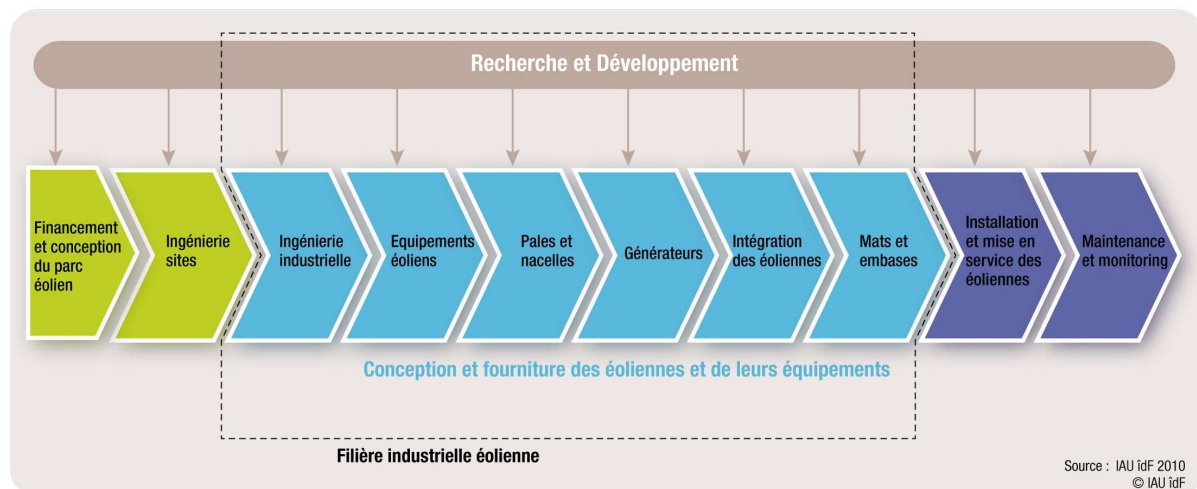 Recherche et Développement
Financement
et conception
du parc
éolien
Ingénierie
sites
Ingénierie
industrielle
Equipements
éoliens
Pales et
nacelles
Générateurs
Intégration
des éoliennes
Mats et
embases
Installation
et mise en
service des
éoliennes
Maintenance
et monitoring
Conception et fourniture des éoliennes et de leurs équipements
Filière industrielle éolienne
Source : IAU îdF 2010
© IAU îdF